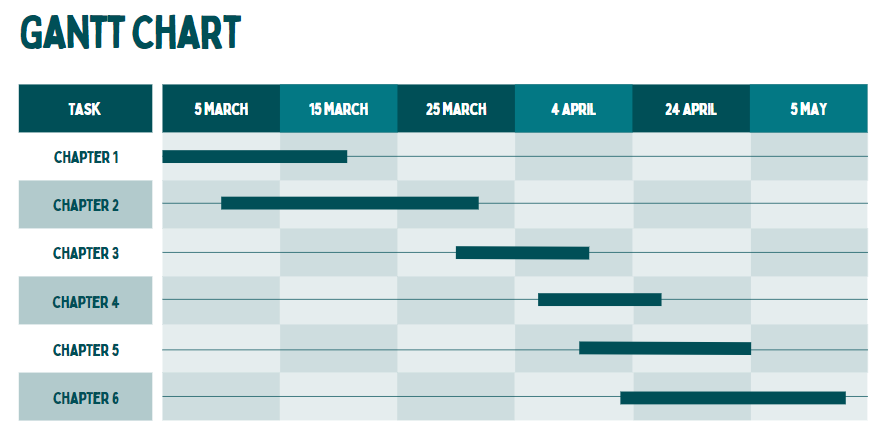 GANTT CHART
TASK 5 MARCH 15 MARCH 25 MARCH 4 APRIL 24 APRIL 5 MAY
CHAPTER 1
CHAPTER 2
CHAPTER 3
CHAPTER 4
CHAPTER 5
CHAPTER 6